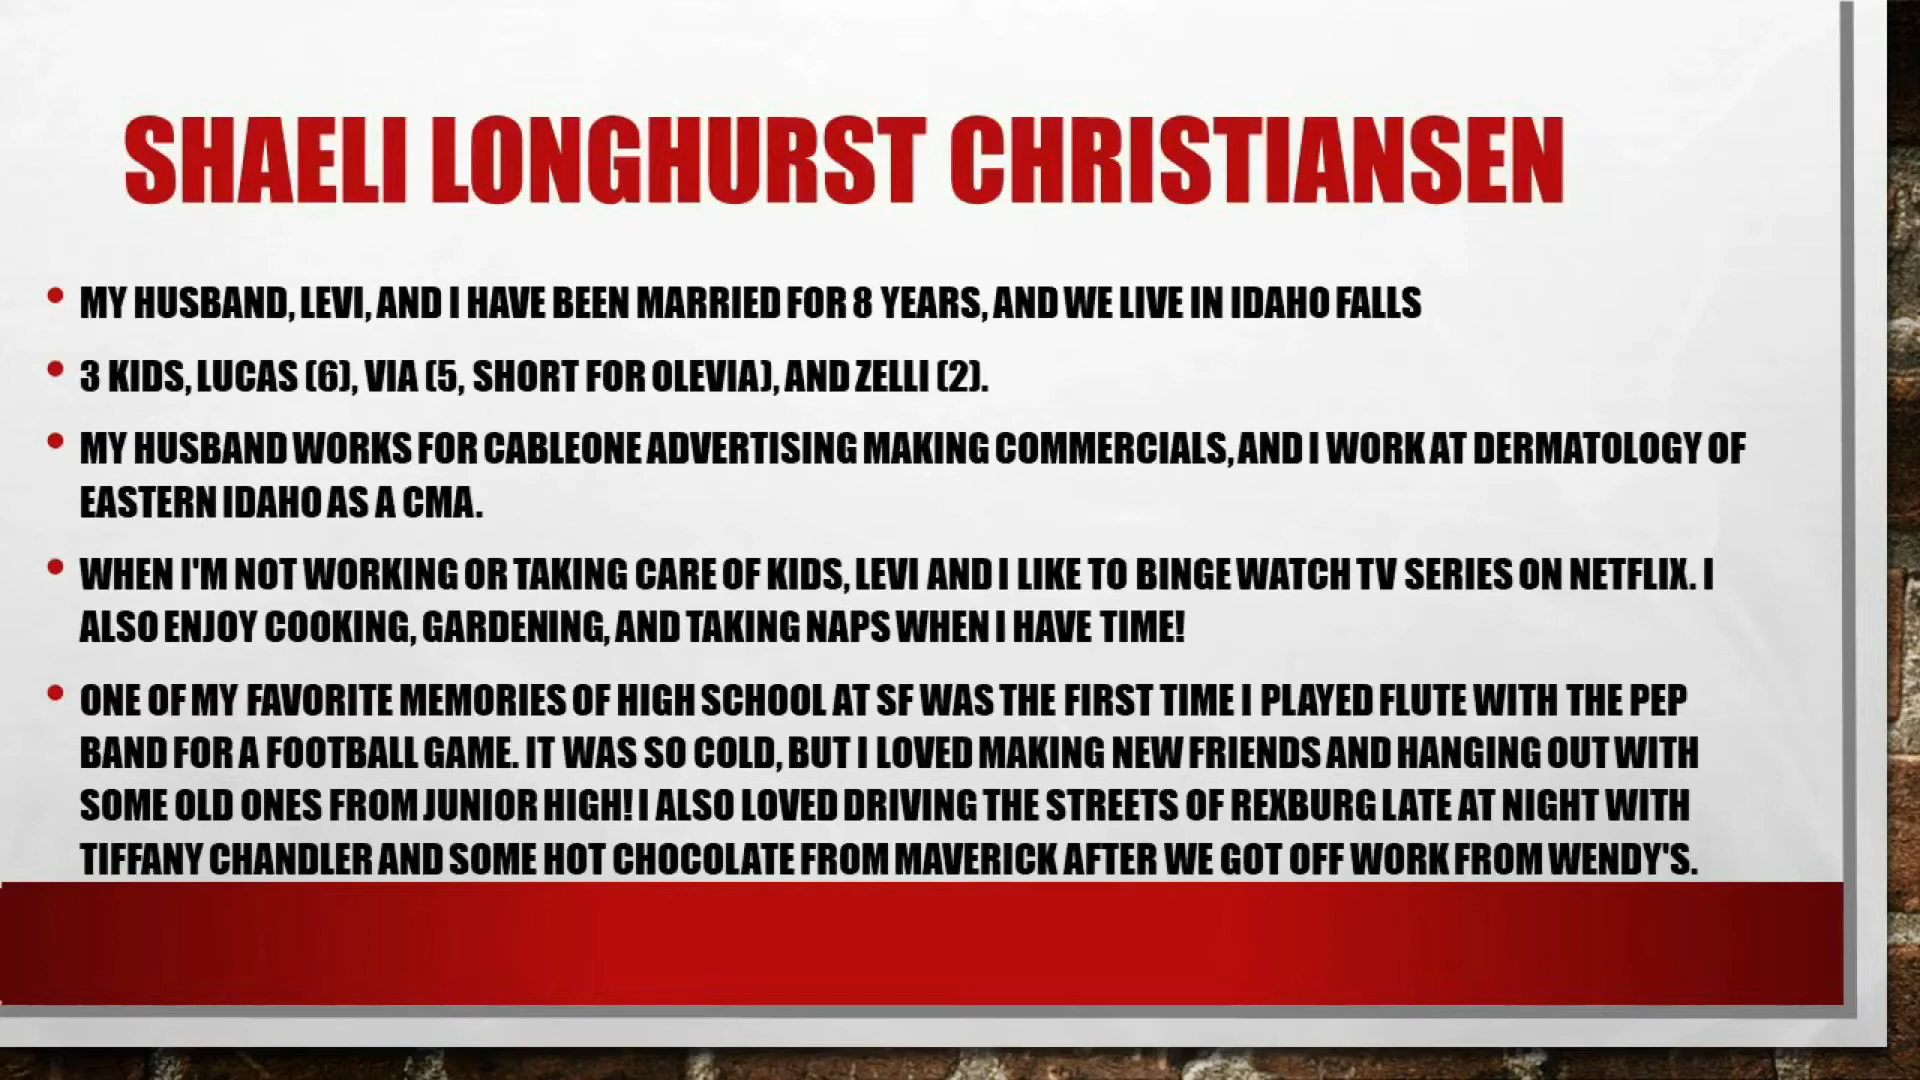 SHAELI LONGHURST CHRISTIANSEN
• MY HUSBAND, LEVI, AND I HAVE BEEN MARRIED FOR 8 YEARS, AND WE LIVE IN IDAHO FALLS
• 3 KIDS, LUCAS (6), VIA (5, SHORT FOR OLEVIA), AND ZELLI (2).
• MY HUSBAND WORKS FOR CABLEONE ADVERTISING MAKING COMMERCIALS, AND I WORK AT DERMATOLOGY OF
EASTERN IDAHO AS A CMA.
• WHEN I'M NOT WORKING OR TAKING CARE OF KIDS, LEVI AND I LIKE TO BINGE WATCH TV SERIES ON NETFLIX. I
ALSO ENJOY COOKING, GARDENING, AND TAKING NAPS WHEN I HAVE TIME!
• ONE OF MY FAVORITE MEMORIES OF HIGH SCHOOL AT SF WAS THE FIRST TIME I PLAYED FLUTE WITH THE PEP
BAND FOR A FOOTBALL GAME. IT WAS SO COLD, BUT I LOVED MAKING NEW FRIENDS AND HANGING OUT WITH
SOME OLD ONES FROM JUNIOR HIGH! I ALSO LOVED DRIVING THE STREETS OF REXBURG LATE AT NIGHT WITH
TIFFANY CHANDLER AND SOME HOT CHOCOLATE FROM MAVERICK AFTER WE GOT OFF WORK FROM WENDY'S.